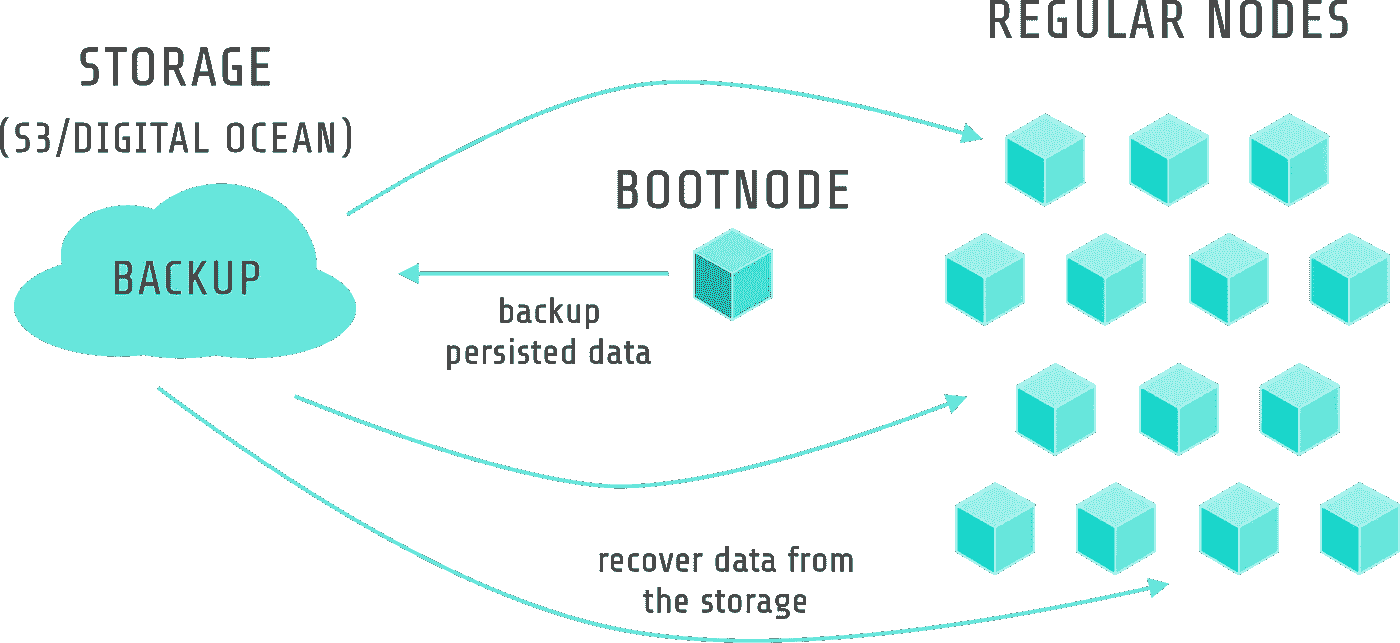 REGULAR NODES
STORAGE
(S3/DIGITAL OCEAN)
BOOTNODE
BACKUP
backup
persisted data
recover data from
the storage